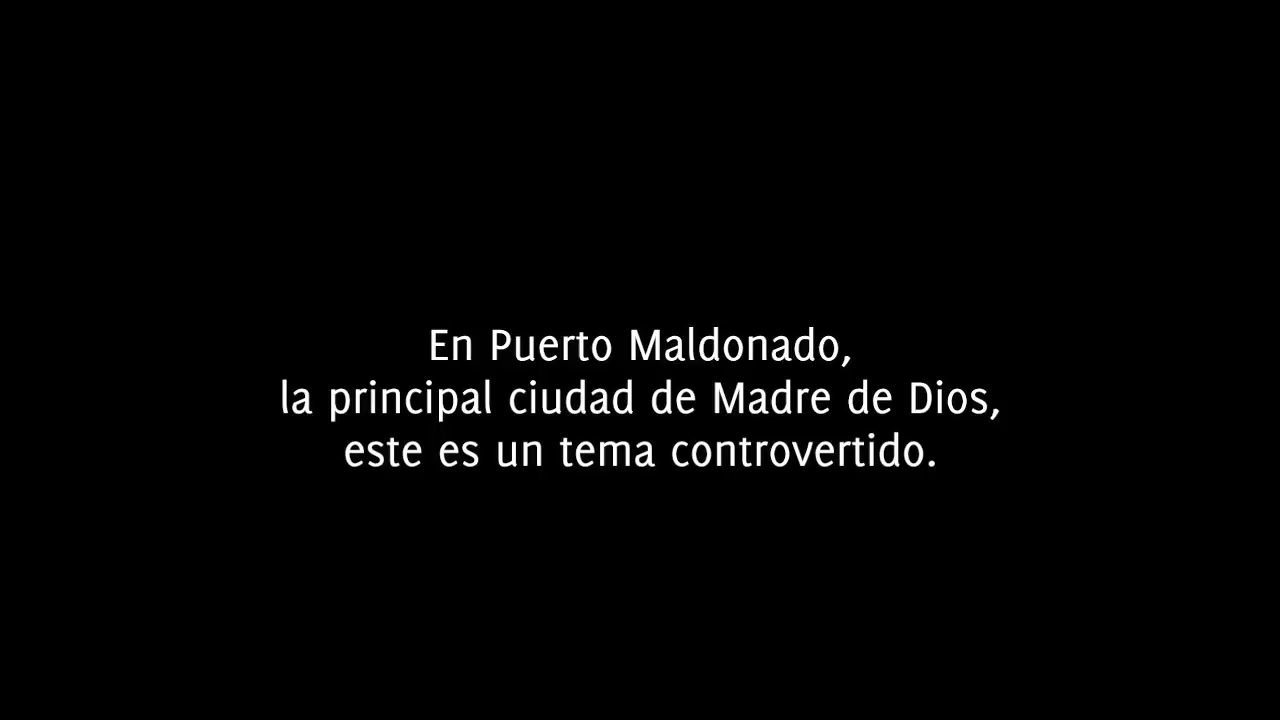 En Puerto Maldonado,
la principal ciudad de Madre de Dios,
este es un tema controvertido.